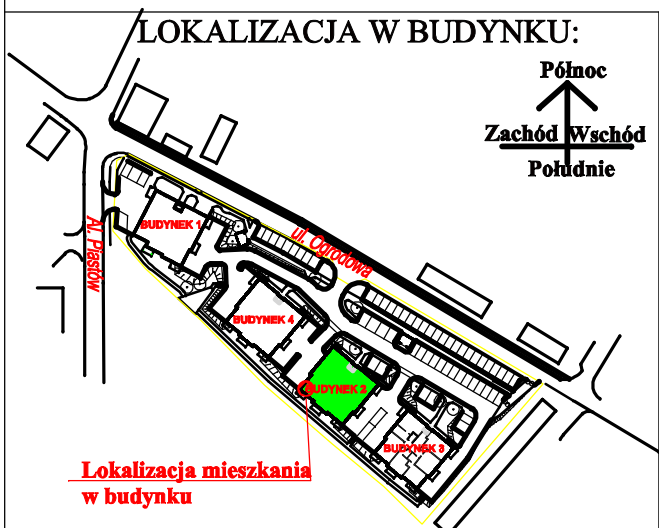 LOKALIZACJA W BUDYNKU:
Północ
Zachód Wschód
Południe
BUDYNEK 1
Al. Piastów
ul. Ogrodowa
BUDYNEK 4
BUDYNEK 2
BUDYNEK 3
Lokalizacja mieszkania
w budynku